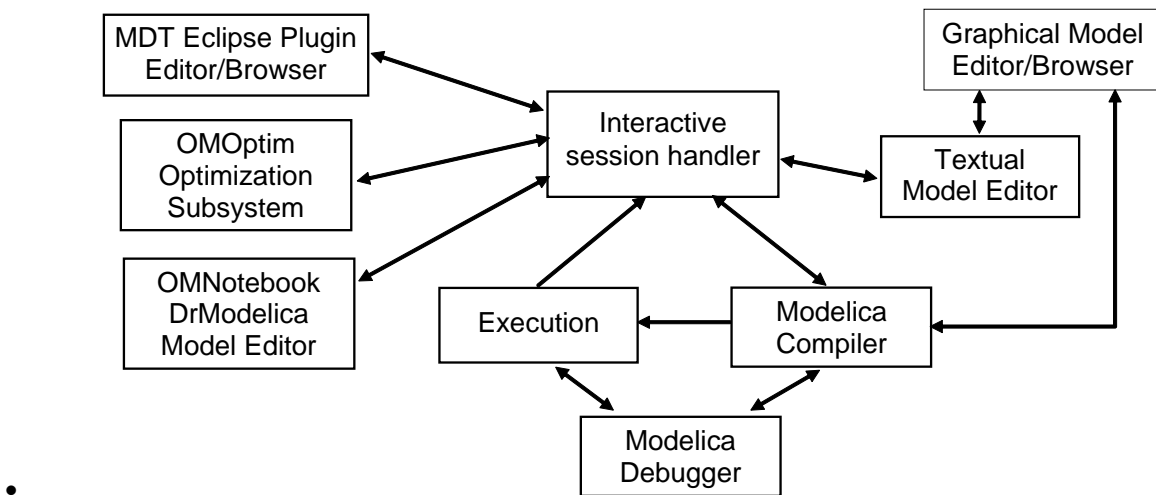 MDT Eclipse Plugin
Editor/Browser
Graphical Model
Editor/Browser
Interactive
session handler
OMOptim
Optimization
Subsystem
Textual
Model Editor
OMNotebook
DrModelica
Model Editor
Execution
Modelica
Compiler
Modelica
Debugger
•